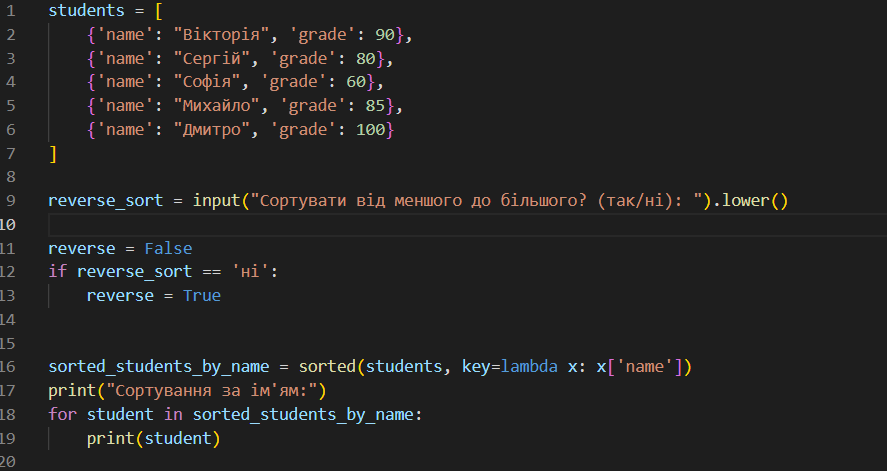 1 students = [
2     {'name': "Вікторія", 'grade': 90},
3     {'name': "Сергій", 'grade': 80},
4     {'name': "Софія", 'grade': 60},
5     {'name': "Михайло", 'grade': 85},
6     {'name': "Дмитро", 'grade': 100}
7 ]
8
9 reverse_sort = input("Сортувати від меншого до більшого? (так/ні): ").lower()
10
11 reverse = False
12 if reverse_sort == 'ні':
13     reverse = True
14
15
16 sorted_students_by_name = sorted(students, key=lambda x: x['name'])
17 print("Сортування за ім'ям:")
18 for student in sorted_students_by_name:
19     print(student)
20